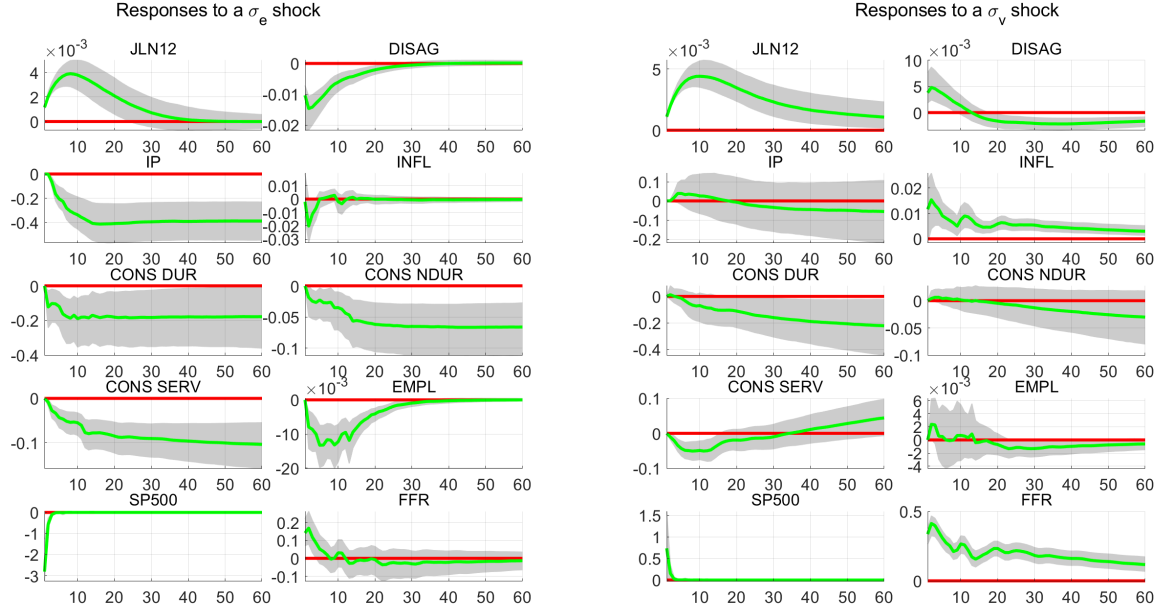 Responses to a σe shock
×10-3
JLN12
4
2
0
10 20 30 40 50 60
DISAG
0
-0.01
-0.02
10 20 30 40 50 60
IP
0
-0.2
-0.4
10 20 30 40 50 60
INFL
0.01
0
-0.01
-0.02
-0.03
10 20 30 40 50 60
CONS DUR
0
-0.2
-0.4
10 20 30 40 50 60
CONS NDUR
0
-0.05
-0.1
10 20 30 40 50 60
CONS SERV
0
-0.1
10 20 30 40 50 60
×10-3
EMPL
0
-10
-20
10 20 30 40 50 60
SP500
0
-1
-2
-3
10 20 30 40 50 60
FFR
0.2
0.1
0
-0.1
10 20 30 40 50 60
Responses to a σv shock
×10-3
JLN12
5
0
10 20 30 40 50 60
×10-3
DISAG
10
5
0
-5
10 20 30 40 50 60
IP
0.1
0
-0.1
-0.2
10 20 30 40 50 60
INFL
0.02
0.01
0
10 20 30 40 50 60
CONS DUR
0
-0.2
-0.4
10 20 30 40 50 60
CONS NDUR
0
-0.05
-0.1
10 20 30 40 50 60
CONS SERV
0.1
0
-0.1
10 20 30 40 50 60
×10-3
EMPL
6
4
2
0
-2
-4
10 20 30 40 50 60
SP500
1.5
1
0.5
0
10 20 30 40 50 60
FFR
0.5
0
10 20 30 40 50 60